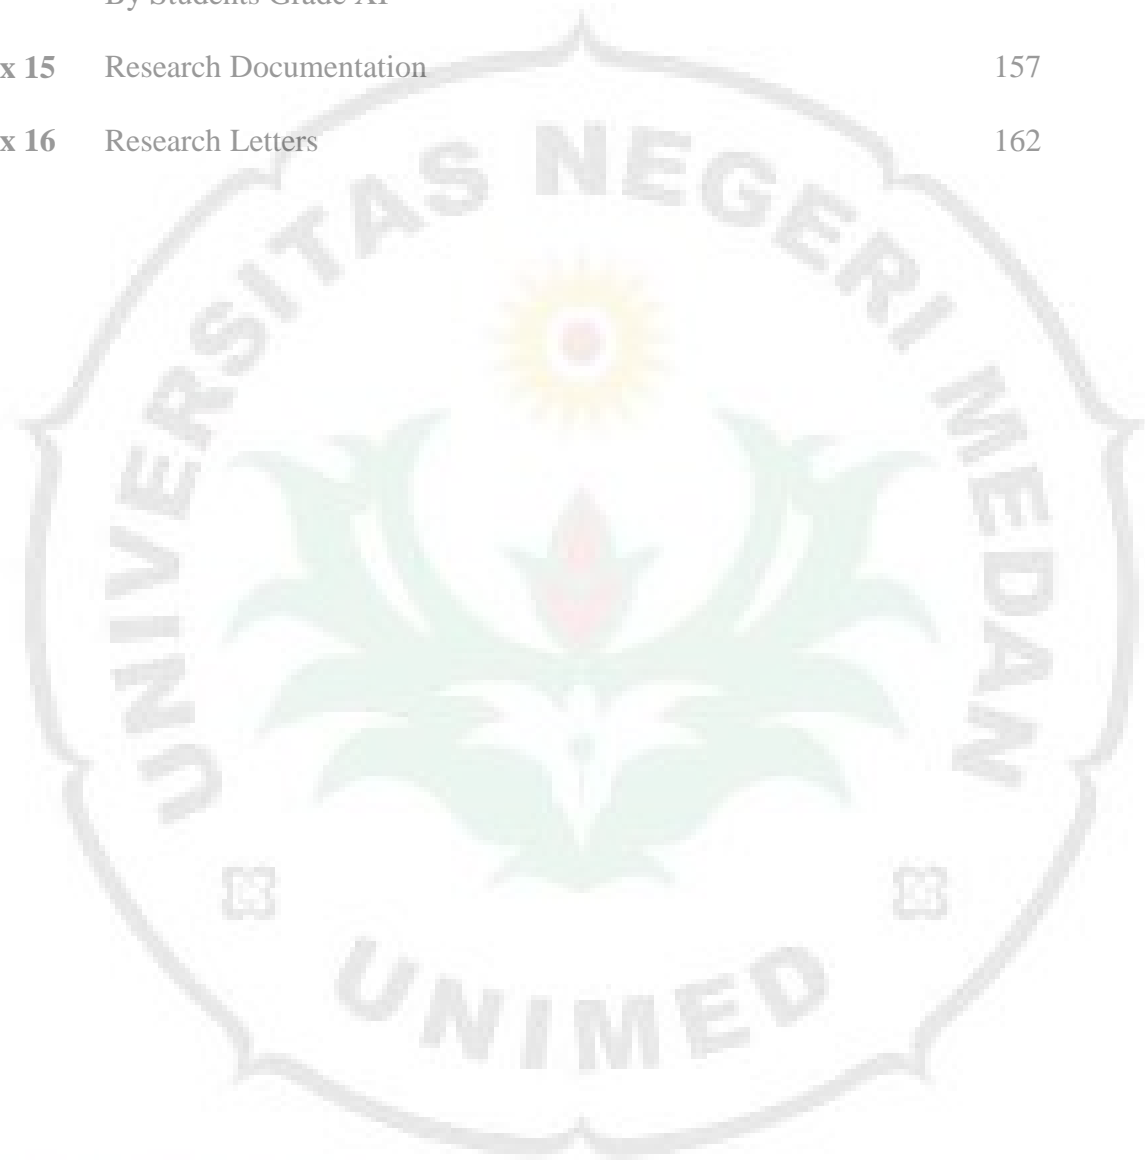 By Students Grade XI
x 15 Research Documentation 157
x 16 Research Letters 162
UNIVERSITAS NEGERI MEDAN
UNIMED